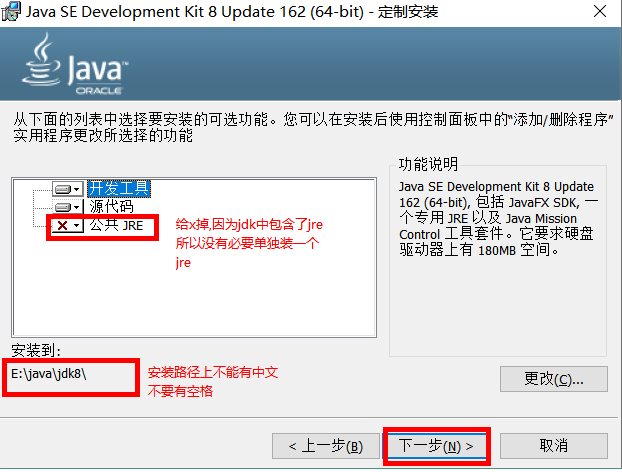 Java SE Development Kit 8 Update 162 (64-bit) - 定制安装
Java™
ORACLE
从下面的列表中选择要安装的可选功能。您可以在安装后使用控制面板中的“添加/删除程序”
实用程序更改所选择的功能
开发工具
源代码
公共 JRE
给x掉,因为jdk中包含了jre
所以没有必要单独装一个
jre
功能说明
Java SE Development Kit 8 Update
162 (64-bit), 包括 JavaFX SDK, 一
个专用 JRE 以及 Java Mission
Control 工具套件。它要求硬盘
驱动器上有 180MB 空间。
安装到:
E:\java\jdk8\
安装路径上不能有中文
不要有空格
更改(C)...
< 上一步(B)
下一步(N) >
取消